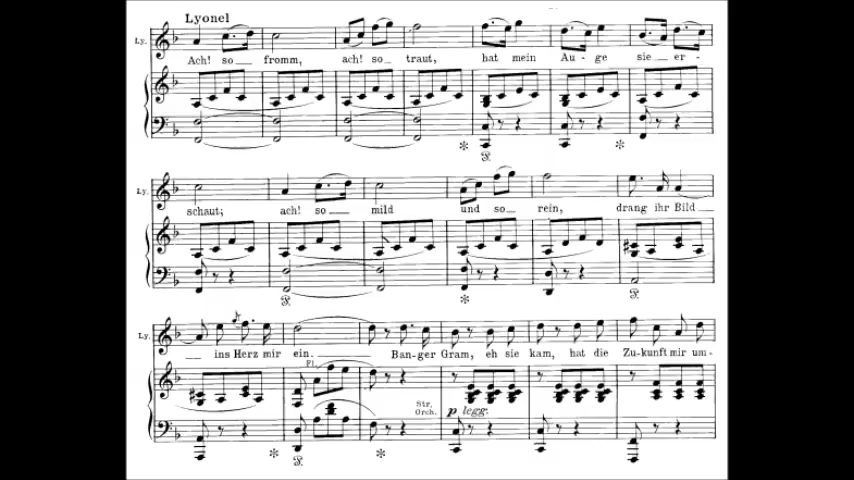 Lyonel
Ly.
Ach! so fromm, ach! so traut, hat mein Au - ge sie er -
Ly.
schaut; ach! so mild und so rein, drang ihr Bild
Ly.
ins Herz mir ein. Ban - ger Gram, eh sie kam, hat die Zu - kunft mir um -
Fl.
Str.
Orch.
p legg.